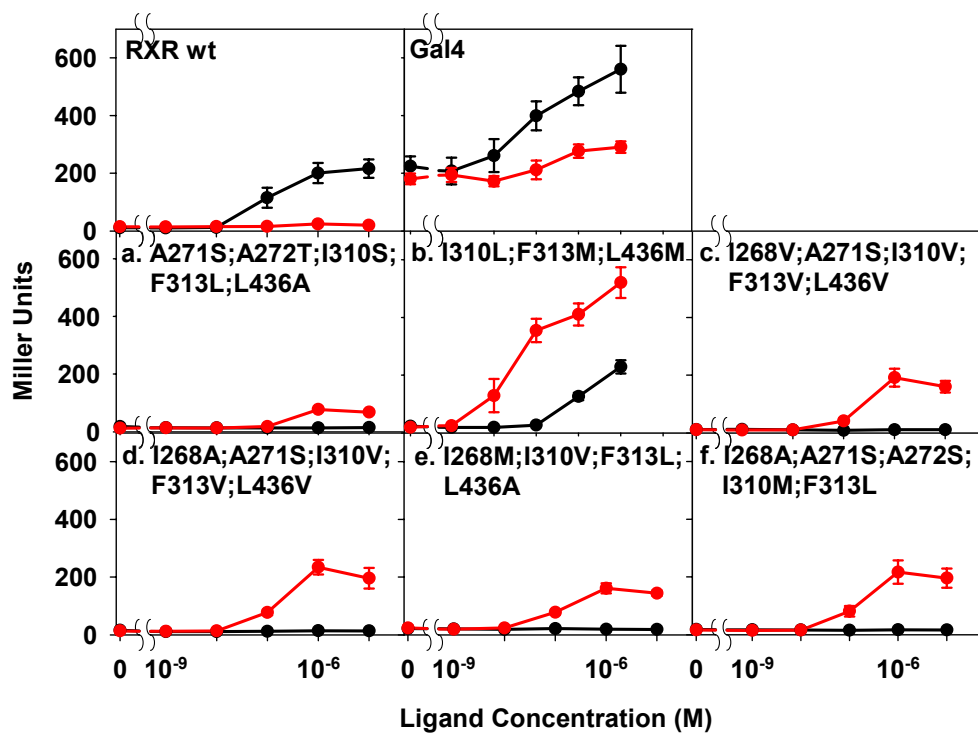 RXR wt
Gal4
600
400
200
0
a. A271S;A272T;I310S;
F313L;L436A
b. I310L;F313M;L436M
c. I268V;A271S;I310V;
F313V;L436V
600
400
200
0
Miller Units
d. I268A;A271S;I310V;
F313V;L436V
e. I268M;I310V;F313L;
L436A
f. I268A;A271S;A272S;
I310M;F313L
600
400
200
0
0 10-9 10-6 0 10-9 10-6 0 10-9 10-6
Ligand Concentration (M)